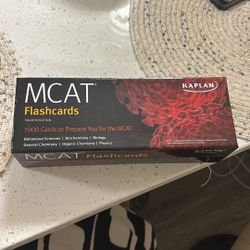 MCAT®
Flashcards
FOURTH EDITION
KAPLAN
1000 Cards to Prepare You for the MCAT
Behavioral Sciences | Biochemistry | Biology
General Chemistry | Organic Chemistry | Physics
MCAT Flashcards KAPLAN